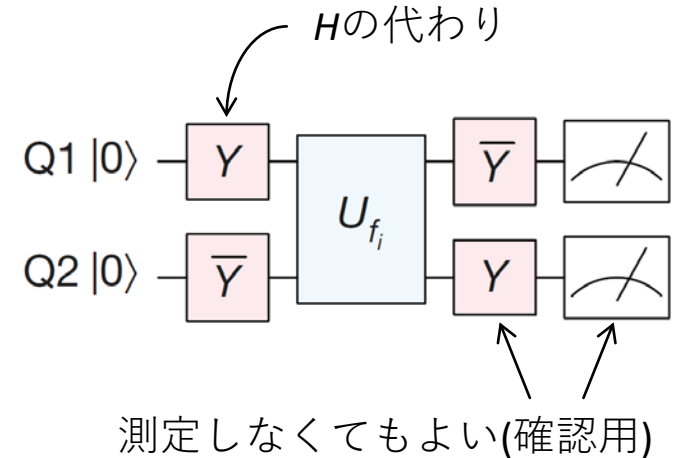 Hの代わり
Q1 |0⟩ Y U_{f_i} Y̅
Q2 |0⟩ Y̅ Y
測定しなくてもよい(確認用)